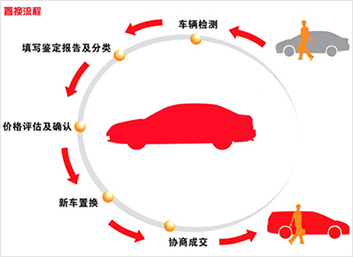 置换流程
车辆检测
填写鉴定报告及分类
价格评估及确认
新车置换
协商成交